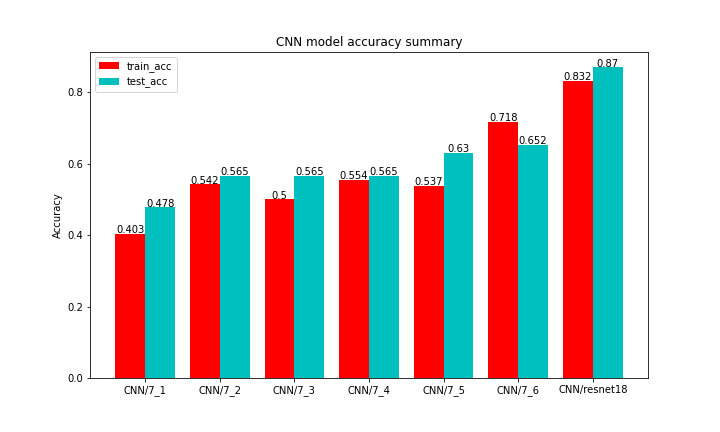 CNN model accuracy summary
train_acc
test_acc
Accuracy
0.8
0.6
0.4
0.2
0.0
0.403
0.478
0.542
0.565
0.5
0.565
0.554
0.565
0.537
0.63
0.718
0.652
0.832
0.87
CNN/7_1
CNN/7_2
CNN/7_3
CNN/7_4
CNN/7_5
CNN/7_6
CNN/resnet18